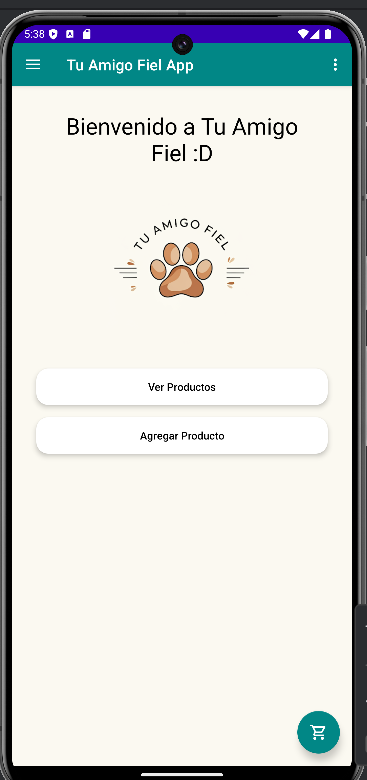 5:38
Tu Amigo Fiel App
Bienvenido a Tu Amigo
Fiel :D
TU AMIGO FIEL
Ver Productos
Agregar Producto